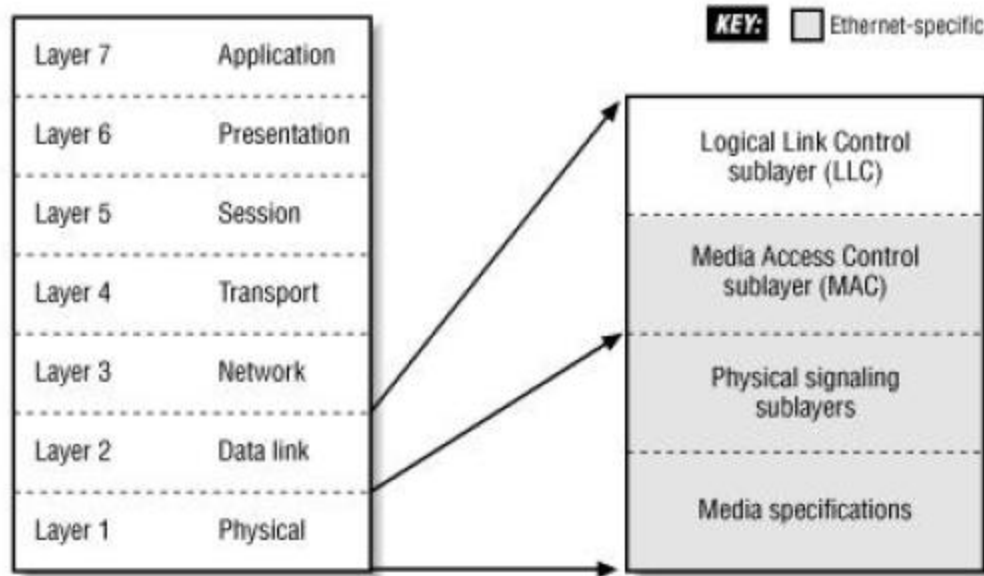 KEY: Ethernet-specific
Layer 7 Application
Layer 6 Presentation
Layer 5 Session
Layer 4 Transport
Layer 3 Network
Layer 2 Data link
Layer 1 Physical
Logical Link Control
sublayer (LLC)
Media Access Control
sublayer (MAC)
Physical signaling
sublayers
Media specifications